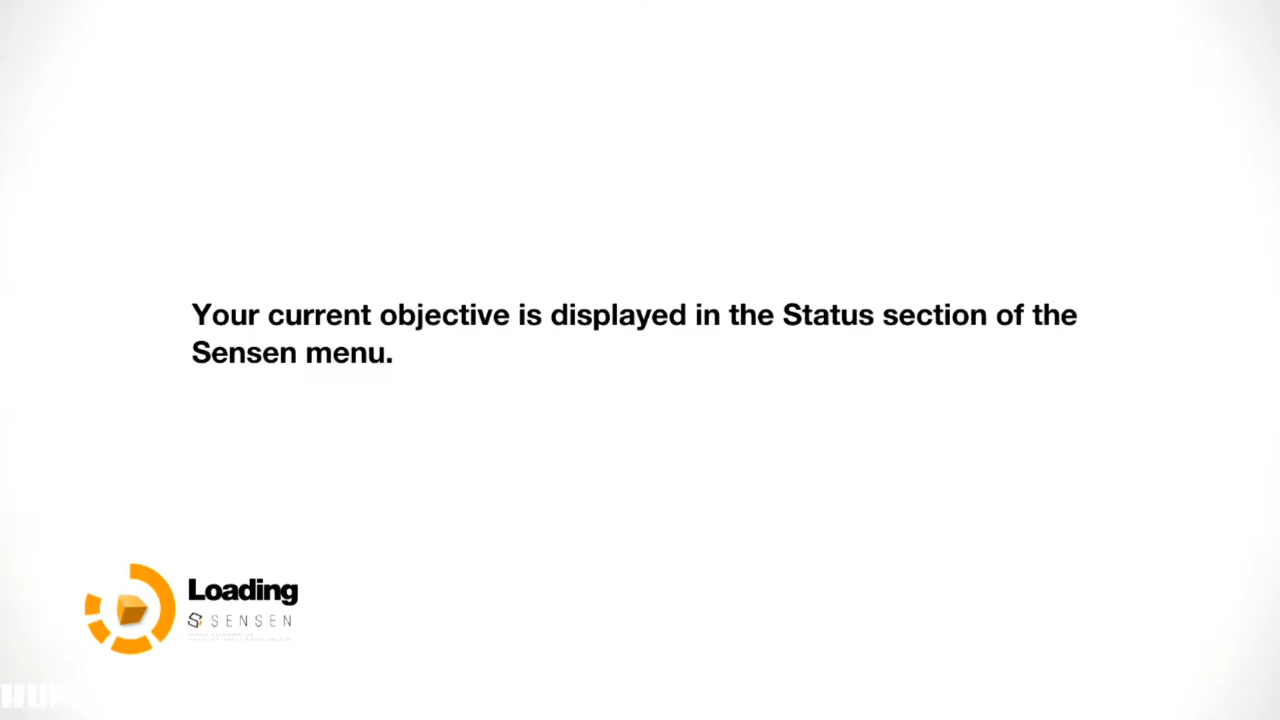 Your current objective is displayed in the Status section of the
Sensen menu.
Loading
SENSEN